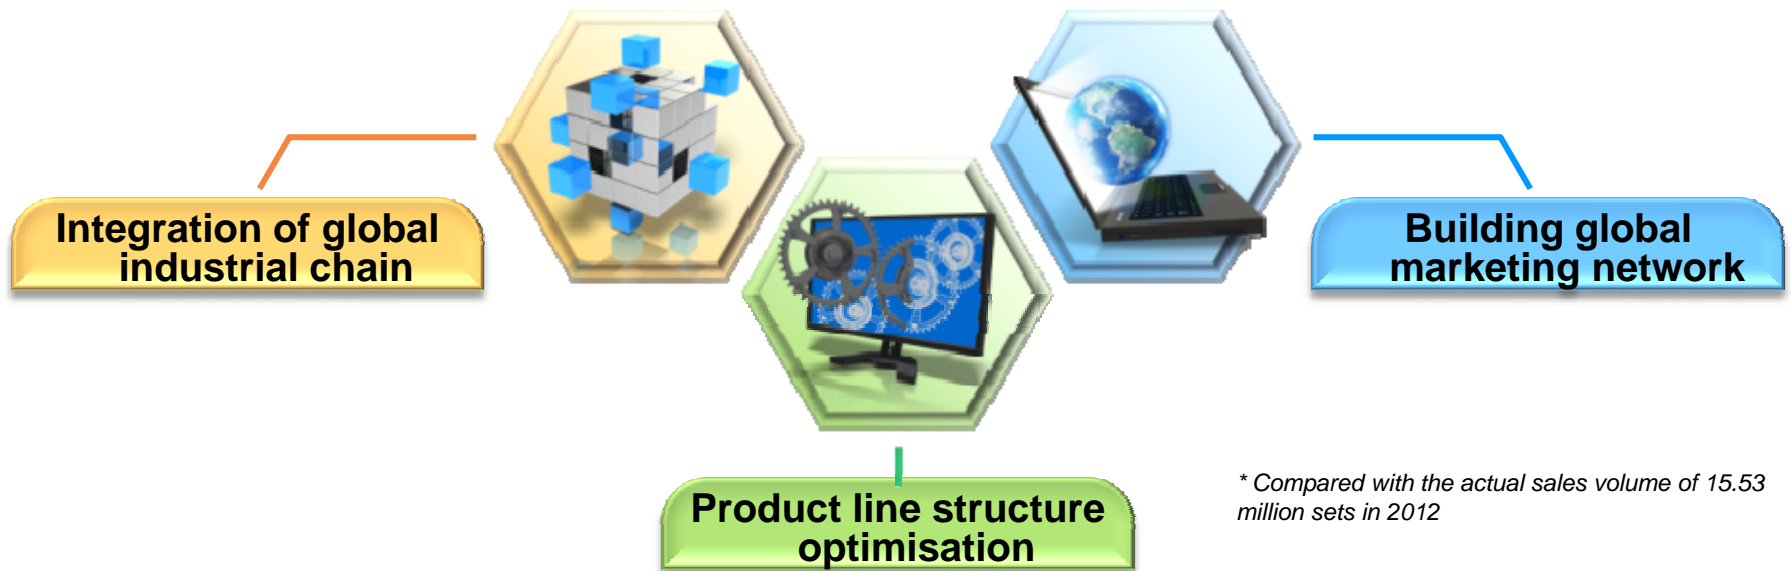 Integration of global
industrial chain
Building global
marketing network
Product line structure
optimisation
* Compared with the actual sales volume of 15.53
million sets in 2012